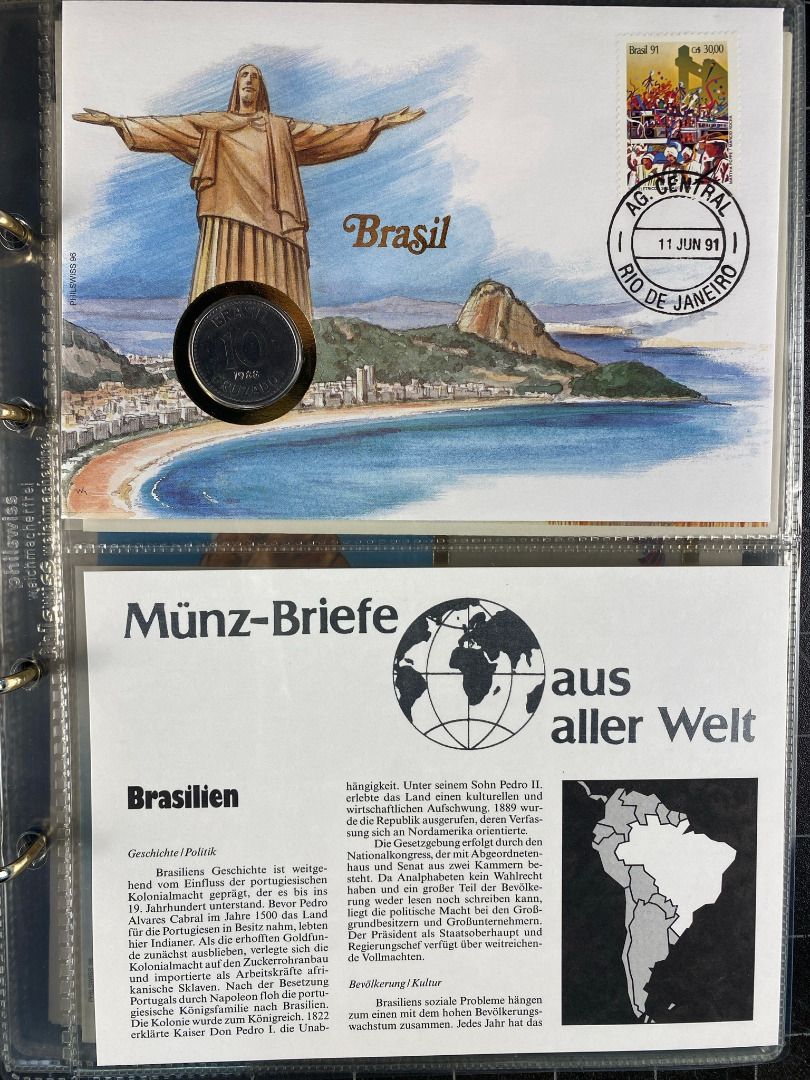 Brasil 91 Cr$ 30,00
AG. CENTRAL
11 JUN 91
RIO DE JANEIRO
Brasil
PHILSWISS 96
BRASIL
10
1988
CRUZADO
philswiss
weichmacherfrei
Münz-Briefe
aus
aller Welt
Brasilien
Geschichte/Politik
Brasiliens Geschichte ist weitge-
hend vom Einfluss der portugiesischen
Kolonialmacht geprägt, der es bis ins
19. Jahrhundert unterstand. Bevor Pedro
Alvares Cabral im Jahre 1500 das Land
für die Portugiesen in Besitz nahm, lebten
hier Indianer. Als die erhofften Goldfun-
de zunächst ausblieben, verlegte sich die
Kolonialmacht auf den Zuckerrohranbau
und importierte als Arbeitskräfte afri-
kanische Sklaven. Nach der Besetzung
Portugals durch Napoleon floh die portu-
giesische Königsfamilie nach Brasilien.
Die Kolonie wurde zum Königreich. 1822
erklärte Kaiser Don Pedro I. die Unab-
hängigkeit. Unter seinem Sohn Pedro II.
erlebte das Land einen kulturellen und
wirtschaftlichen Aufschwung. 1889 wur-
de die Republik ausgerufen, deren Verfas-
sung sich an Nordamerika orientierte.
Die Gesetzgebung erfolgt durch den
Nationalkongress, der mit Abgeordneten-
haus und Senat aus zwei Kammern be-
steht. Da Analphabeten kein Wahlrecht
haben und ein großer Teil der Bevölke-
rung weder lesen noch schreiben kann,
liegt die politische Macht bei den Groß-
grundbesitzern und Großunternehmern.
Der Präsident als Staatsoberhaupt und
Regierungschef verfügt über weitreichen-
de Vollmachten.
Bevölkerung/Kultur
Brasiliens soziale Probleme hängen
zum einen mit dem hohen Bevölkerungs-
wachstum zusammen. Jedes Jahr hat das